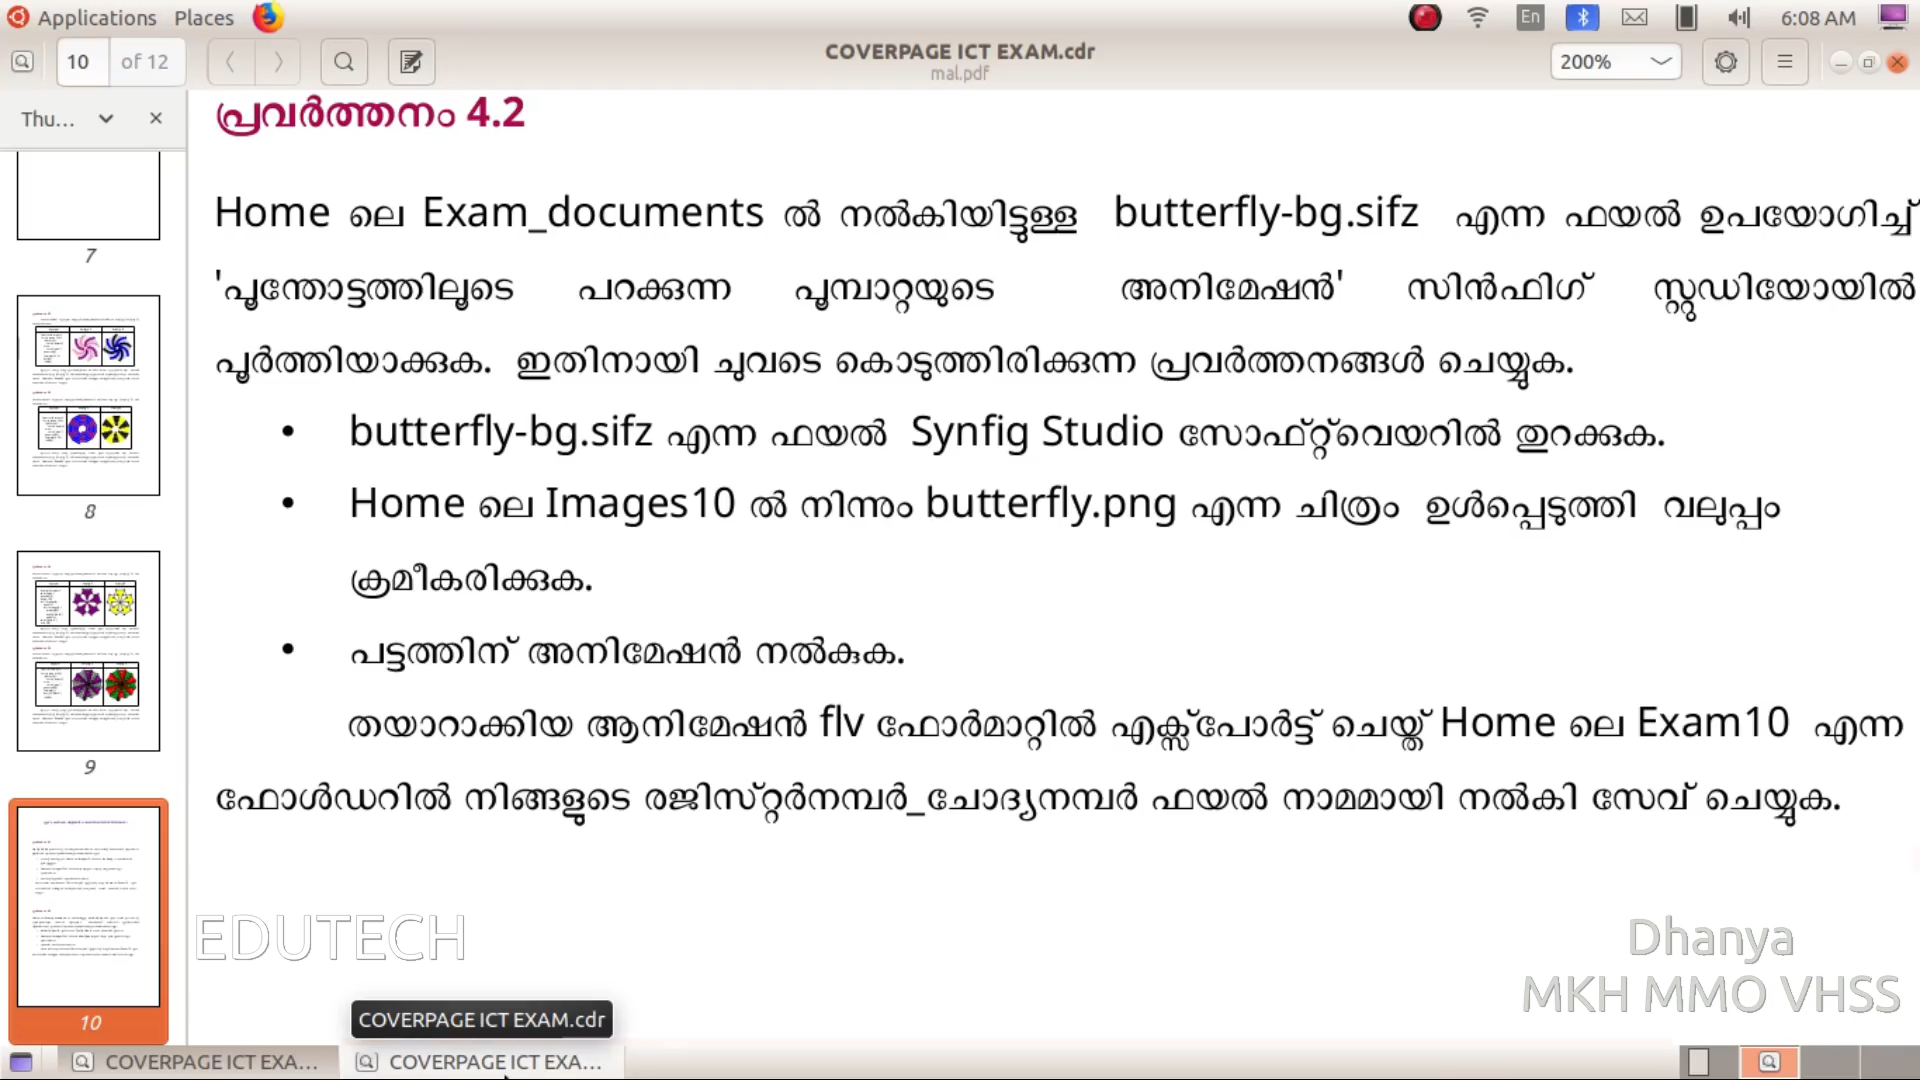 Applications Places En 6:08 AM
10 of 12 COVERPAGE ICT EXAM.cdr 200%
mal.pdf
Thu...
പ്രവർത്തനം 4.2
Home ലെ Exam_documents ൽ നൽകിയിട്ടുള്ള butterfly-bg.sifz എന്ന ഫയൽ ഉപയോഗിച്ച്
'പൂന്തോട്ടത്തിലൂടെ പറക്കുന്ന പൂമ്പാറ്റയുടെ അനിമേഷൻ' സിൻഫിഗ് സ്റ്റുഡിയോയിൽ
പൂർത്തിയാക്കുക. ഇതിനായി ചുവടെ കൊടുത്തിരിക്കുന്ന പ്രവർത്തനങ്ങൾ ചെയ്യുക.
• butterfly-bg.sifz എന്ന ഫയൽ Synfig Studio സോഫ്റ്റ്‌വെയറിൽ തുറക്കുക.
• Home ലെ Images10 ൽ നിന്നും butterfly.png എന്ന ചിത്രം ഉൾപ്പെടുത്തി വലുപ്പം
ക്രമീകരിക്കുക.
• പട്ടത്തിന് അനിമേഷൻ നൽകുക.
തയാറാക്കിയ ആനിമേഷൻ flv ഫോർമാറ്റിൽ എക്സ്പോർട്ട് ചെയ്ത് Home ലെ Exam10 എന്ന
ഫോൾഡറിൽ നിങ്ങളുടെ രജിസ്റ്റർനമ്പർ_ചോദ്യനമ്പർ ഫയൽ നാമമായി നൽകി സേവ് ചെയ്യുക.
7
8
9
10
EDUTECH
Dhanya
MKH MMO VHSS
COVERPAGE ICT EXAM.cdr
COVERPAGE ICT EXA... COVERPAGE ICT EXA...